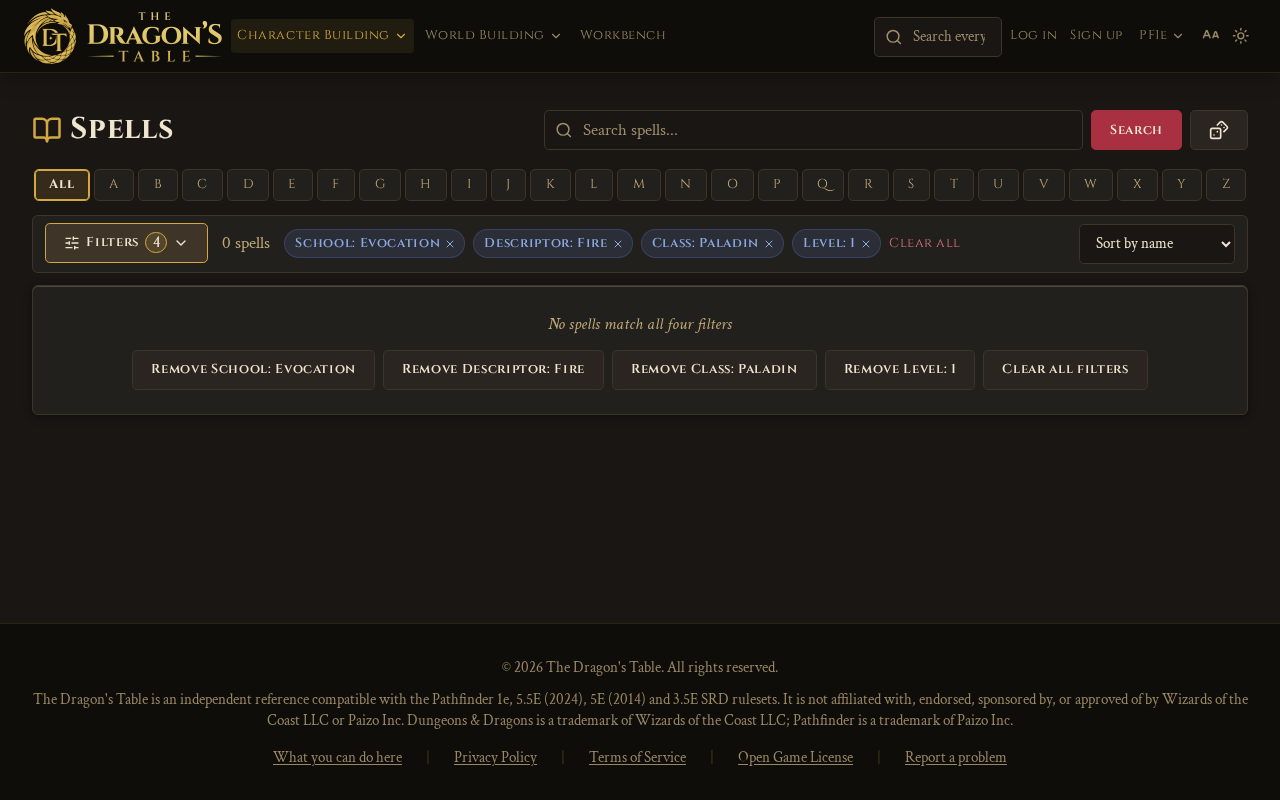 THE
DRAGON'S
TABLE
DT
Character Building
World Building
Workbench
Search every
Log in
Sign up
PF1e
AA
Spells
Search spells...
Search
All A B C D E F G H I J K L M N O P Q R S T U V W X Y Z
Filters 4
0 spells
School: Evocation
Descriptor: Fire
Class: Paladin
Level: 1
Clear all
Sort by name
No spells match all four filters
Remove School: Evocation
Remove Descriptor: Fire
Remove Class: Paladin
Remove Level: 1
Clear all filters
© 2026 The Dragon's Table. All rights reserved.
The Dragon's Table is an independent reference compatible with the Pathfinder 1e, 5.5E (2024), 5E (2014) and 3.5E SRD rulesets. It is not affiliated with, endorsed, sponsored by, or approved of by Wizards of the
Coast LLC or Paizo Inc. Dungeons & Dragons is a trademark of Wizards of the Coast LLC; Pathfinder is a trademark of Paizo Inc.
What you can do here | Privacy Policy | Terms of Service | Open Game License | Report a problem